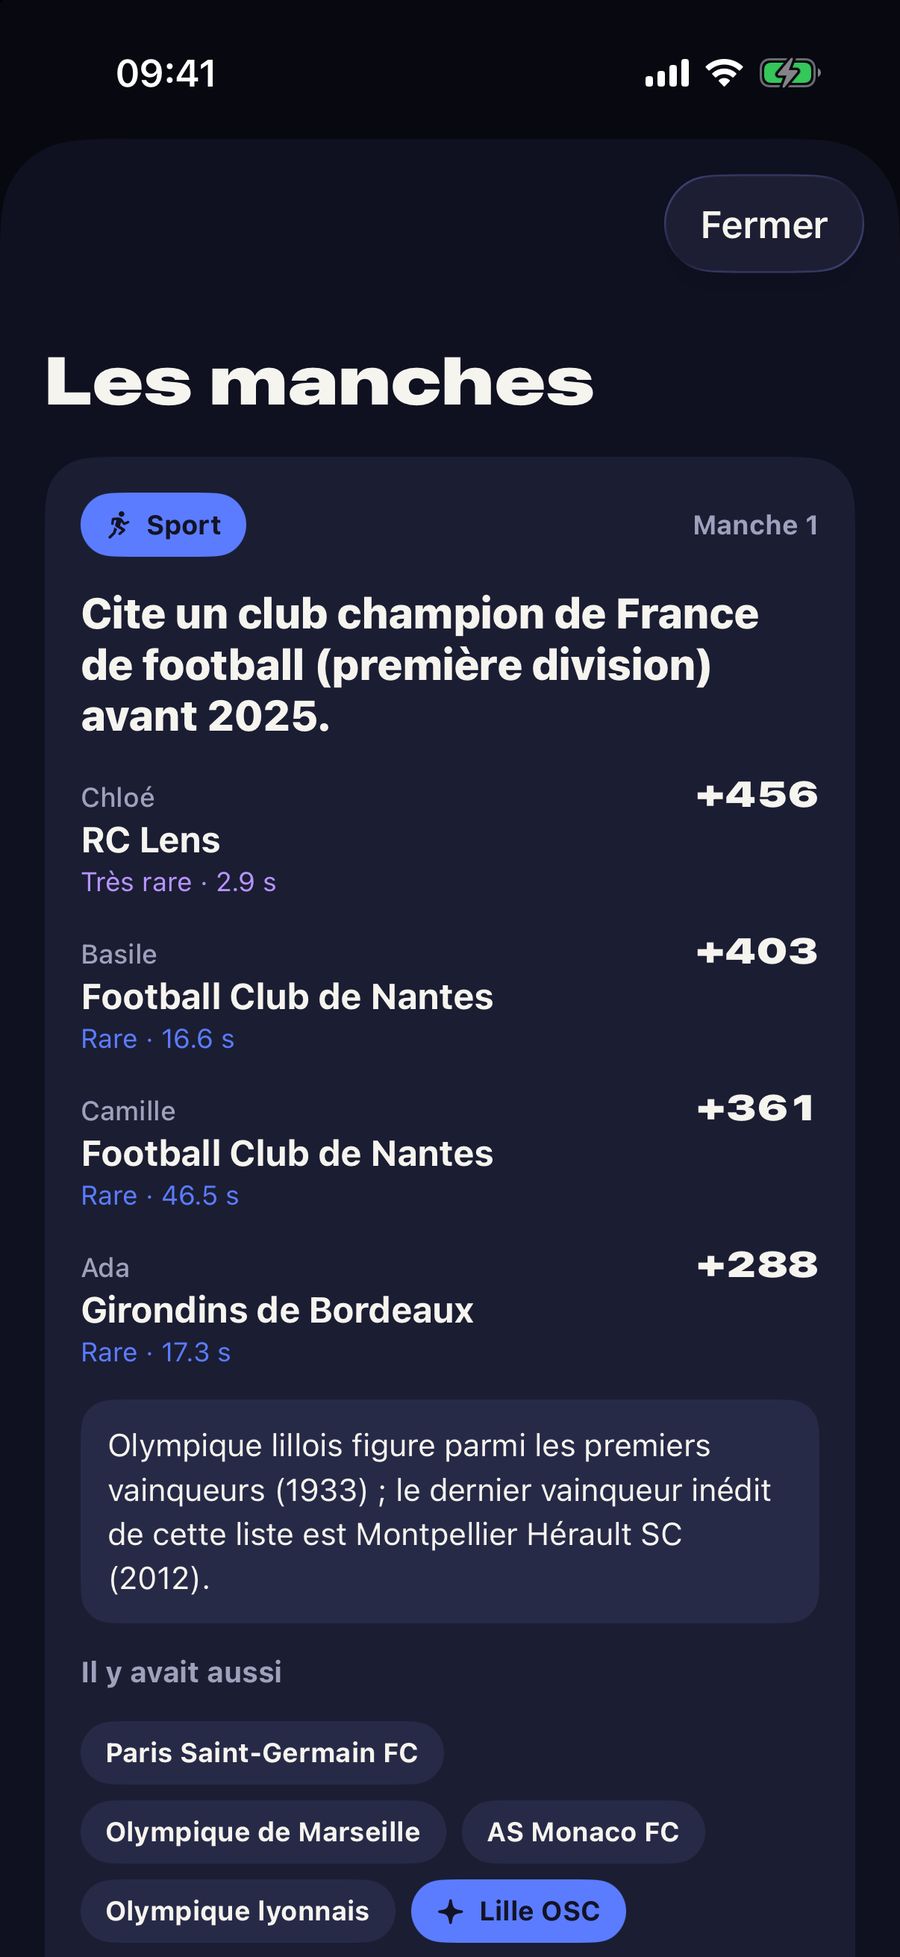 09:41
Fermer
Les manches
Sport
Manche 1
Cite un club champion de France
de football (première division)
avant 2025.
Chloé
+456
RC Lens
Très rare · 2.9 s
Basile
+403
Football Club de Nantes
Rare · 16.6 s
Camille
+361
Football Club de Nantes
Rare · 46.5 s
Ada
+288
Girondins de Bordeaux
Rare · 17.3 s
Olympique lillois figure parmi les premiers
vainqueurs (1933) ; le dernier vainqueur inédit
de cette liste est Montpellier Hérault SC
(2012).
Il y avait aussi
Paris Saint-Germain FC
Olympique de Marseille
AS Monaco FC
Olympique lyonnais
Lille OSC